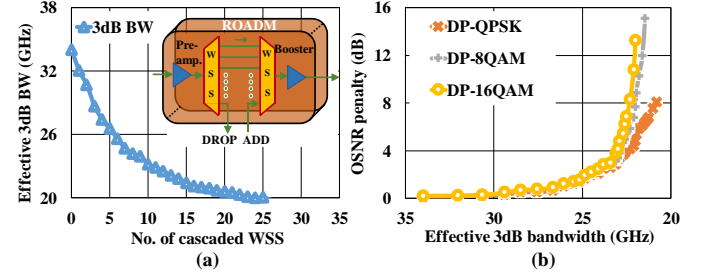 (a)
Effective 3dB BW (GHz)
38
32
26
20
3dB BW
ROADM
Pre-
amp.
Booster
W
S
S
W
S
S
DROP ADD
0 5 10 15 20 25 30 35
No. of cascaded WSS
(a)
(b)
OSNR penalty (dB)
16
12
8
4
0
DP-QPSK
DP-8QAM
DP-16QAM
35 30 25 20
Effective 3dB bandwidth (GHz)
(b)